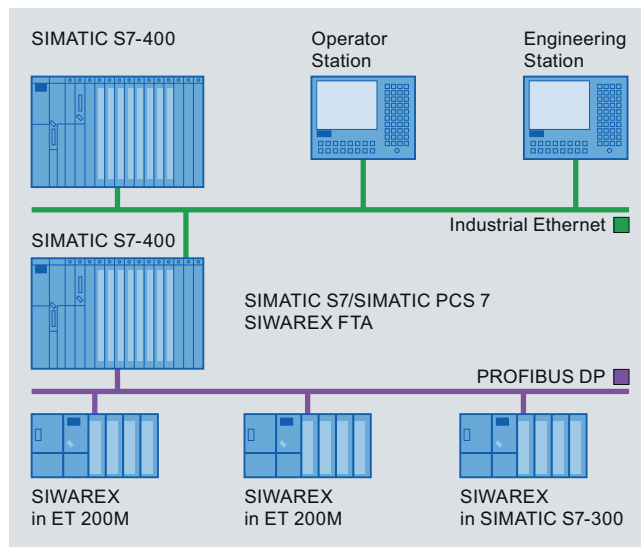 SIMATIC S7-400
Operator
Station
Engineering
Station
Industrial Ethernet
SIMATIC S7-400
SIMATIC S7/SIMATIC PCS 7
SIWAREX FTA
PROFIBUS DP
SIWAREX
in ET 200M
SIWAREX
in ET 200M
SIWAREX
in SIMATIC S7-300